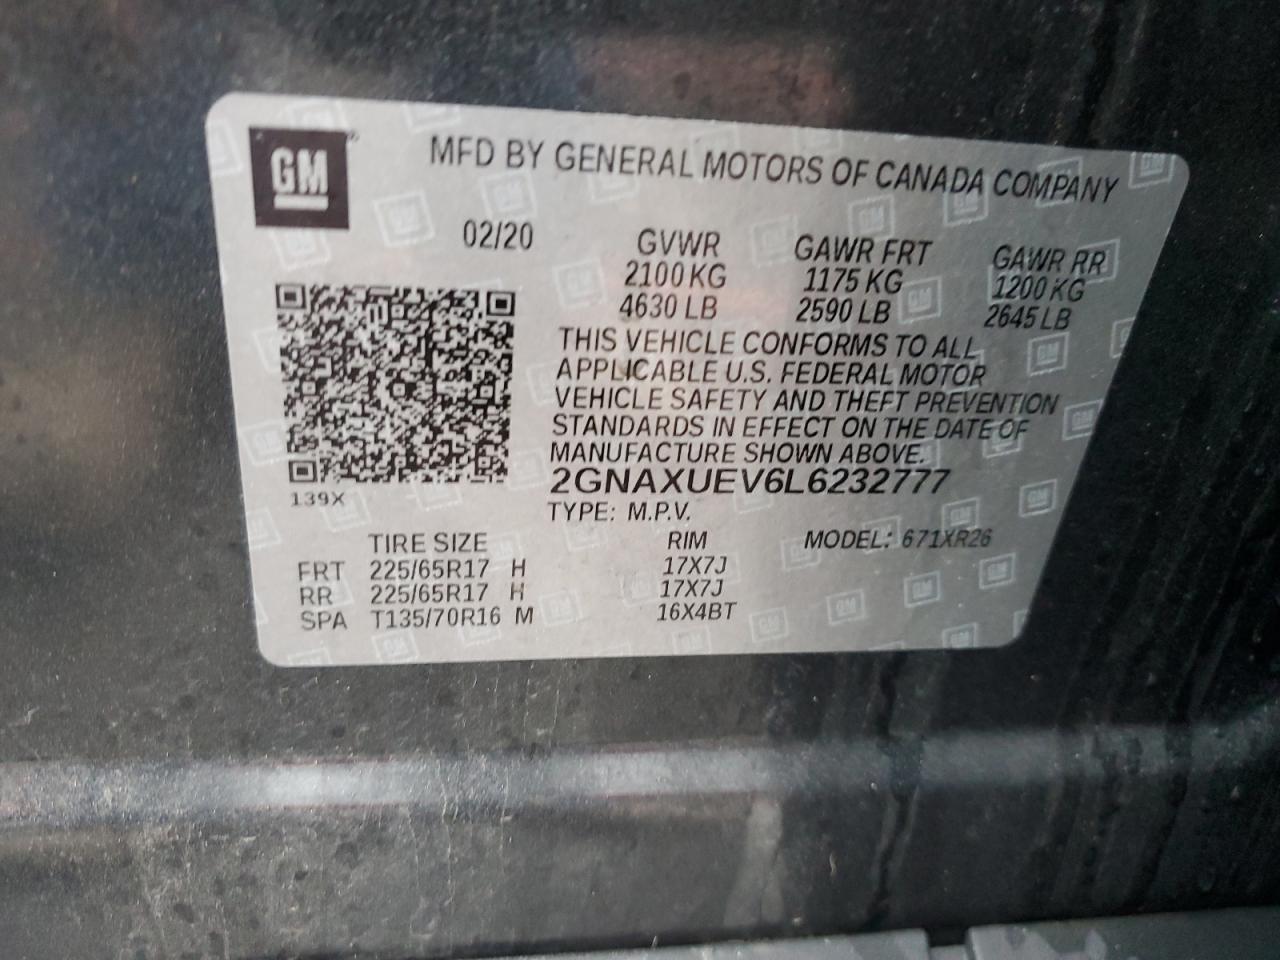 GM
MFD BY GENERAL MOTORS OF CANADA COMPANY
02/20
GVWR GAWR FRT GAWR RR
2100 KG 1175 KG 1200 KG
4630 LB 2590 LB 2645 LB
THIS VEHICLE CONFORMS TO ALL
APPLICABLE U.S. FEDERAL MOTOR
VEHICLE SAFETY AND THEFT PREVENTION
STANDARDS IN EFFECT ON THE DATE OF
MANUFACTURE SHOWN ABOVE.
2GNAXUEV6L6232777
139X
TYPE: M.P.V.
TIRE SIZE RIM MODEL: 671XR26
FRT 225/65R17 H 17X7J
RR 225/65R17 H 17X7J
SPA T135/70R16 M 16X4BT